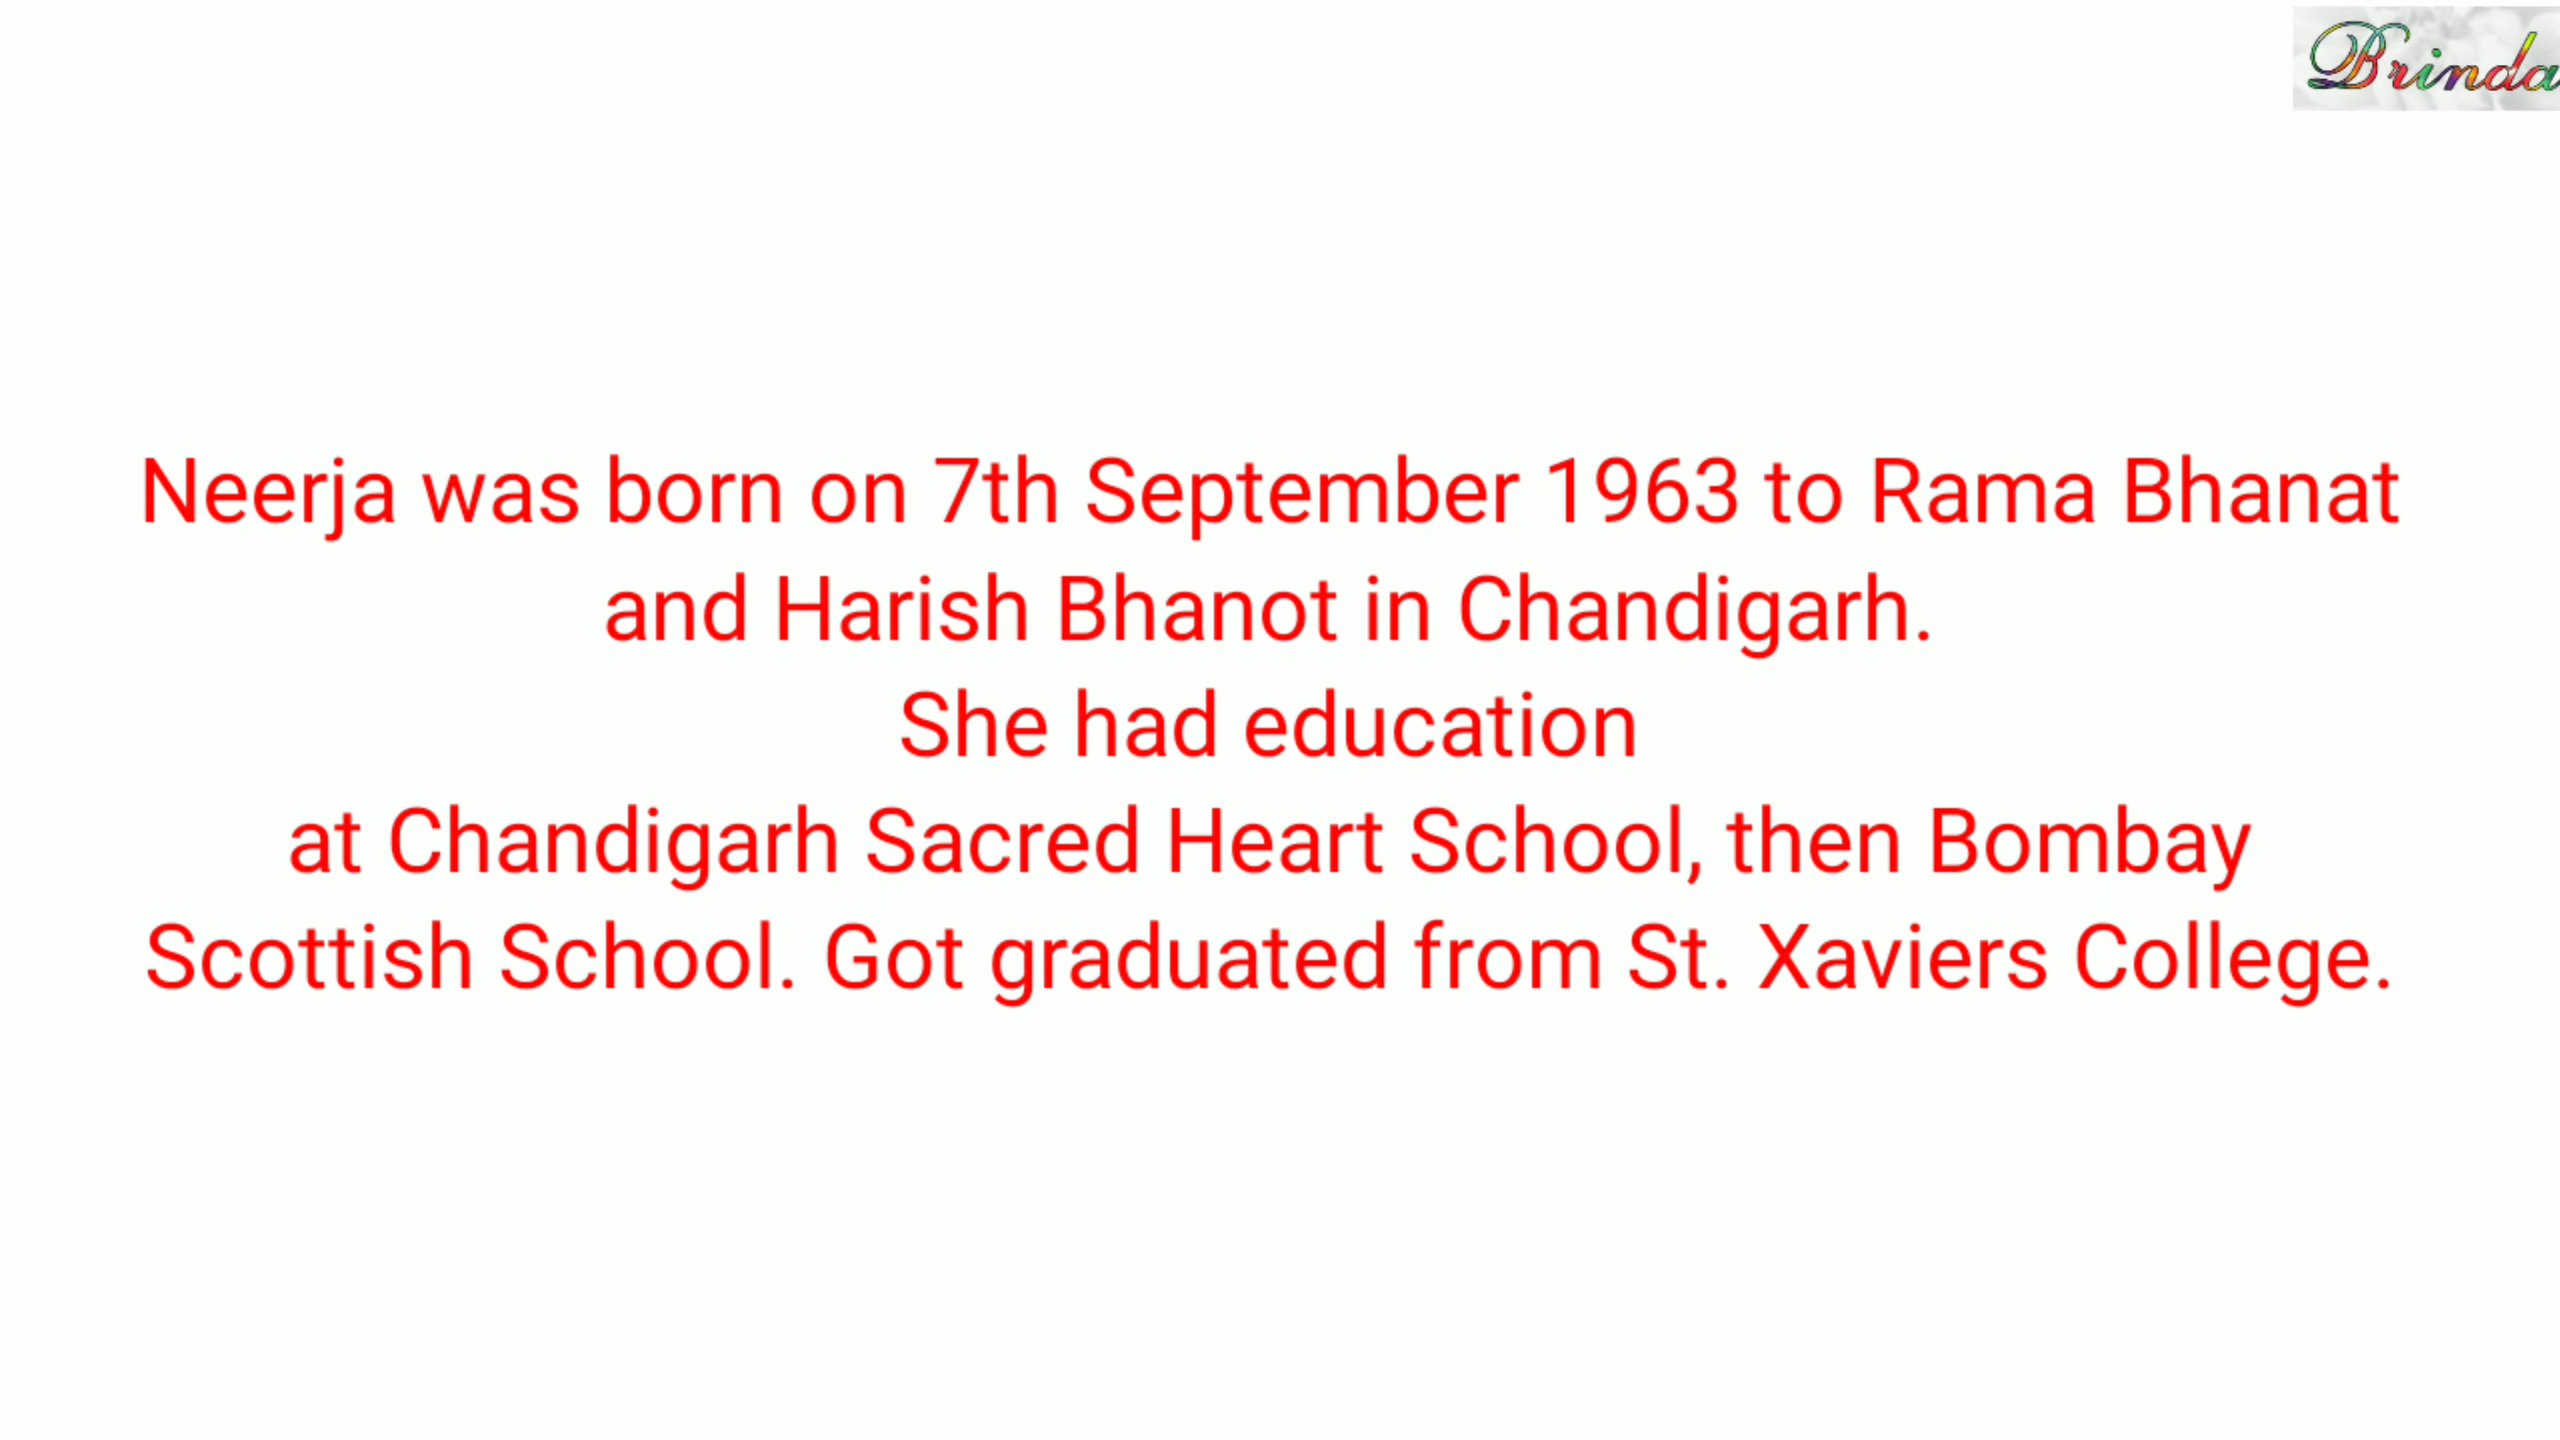 Brinda
Neerja was born on 7th September 1963 to Rama Bhanat
and Harish Bhanot in Chandigarh.
She had education
at Chandigarh Sacred Heart School, then Bombay
Scottish School. Got graduated from St. Xaviers College.